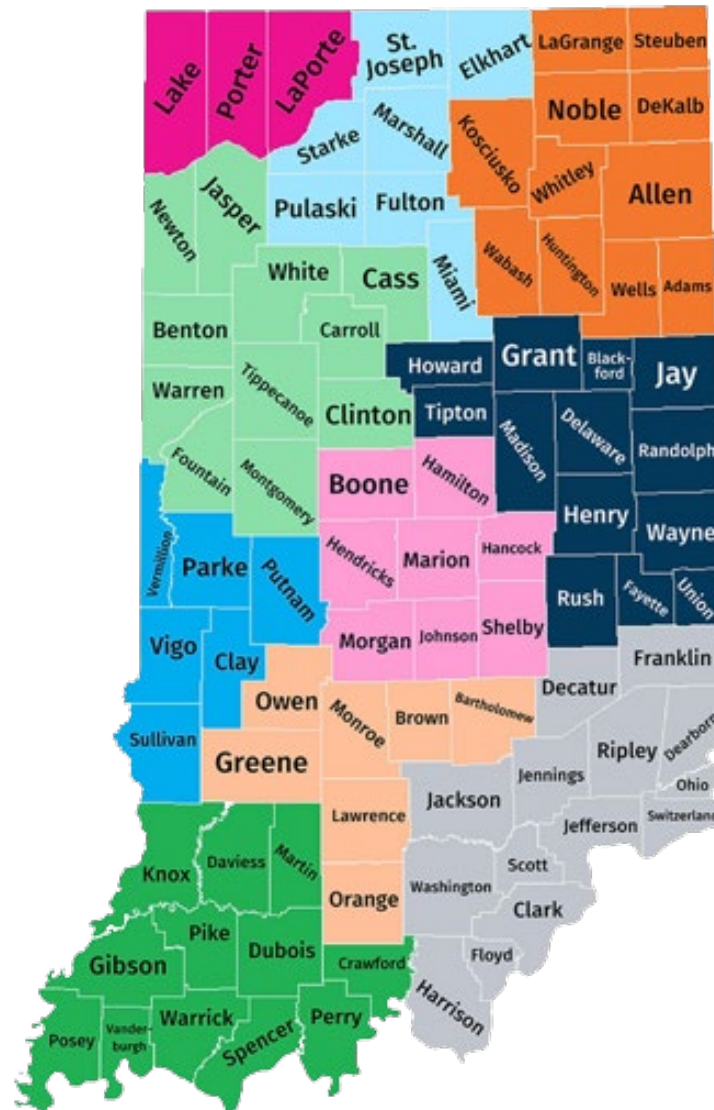 Lake
Porter
LaPorte
St.
Joseph
Elkhart
LaGrange
Steuben
Noble
DeKalb
Starke
Marshall
Kosciusko
Whitley
Allen
Newton
Jasper
Pulaski
Fulton
Miami
Wabash
Huntington
Wells
Adams
White
Cass
Benton
Carroll
Howard
Grant
Black-
ford
Jay
Warren
Tippecanoe
Clinton
Tipton
Madison
Delaware
Randolph
Fountain
Montgomery
Boone
Hamilton
Henry
Wayne
Vermillion
Parke
Putnam
Hendricks
Marion
Hancock
Rush
Fayette
Union
Vigo
Clay
Morgan
Johnson
Shelby
Franklin
Decatur
Sullivan
Owen
Monroe
Brown
Bartholomew
Ripley
Dearborn
Greene
Jackson
Jennings
Ohio
Lawrence
Jefferson
Switzerland
Knox
Daviess
Martin
Orange
Washington
Scott
Clark
Gibson
Pike
Dubois
Crawford
Floyd
Harrison
Posey
Vander-
burgh
Warrick
Spencer
Perry